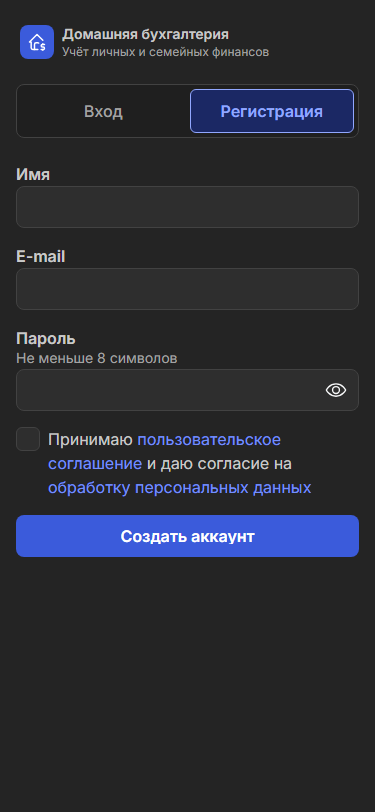 Домашняя бухгалтерия
Учёт личных и семейных финансов
Вход
Регистрация
Имя
E-mail
Пароль
Не меньше 8 символов
Принимаю пользовательское
соглашение и даю согласие на
обработку персональных данных
Создать аккаунт